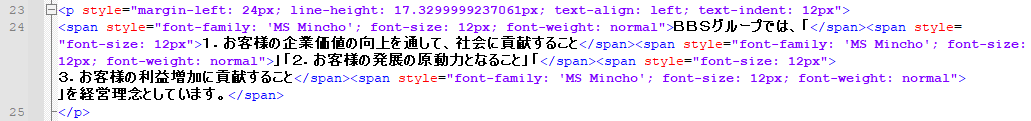 23 <p style="margin-left: 24px; line-height: 17.3299999237061px; text-align: left; text-indent: 12px">
24 <span style="font-family: 'MS Mincho'; font-size: 12px; font-weight: normal">ＢＢＳグループでは、「</span><span style=
"font-size: 12px">１．お客様の企業価値の向上を通して、社会に貢献すること</span><span style="font-family: 'MS Mincho'; font-size:
12px; font-weight: normal">」「２．お客様の発展の原動力となること」「</span><span style="font-size: 12px">
３．お客様の利益増加に貢献すること</span><span style="font-family: 'MS Mincho'; font-size: 12px; font-weight: normal">
」を経営理念としています。</span>
25 </p>